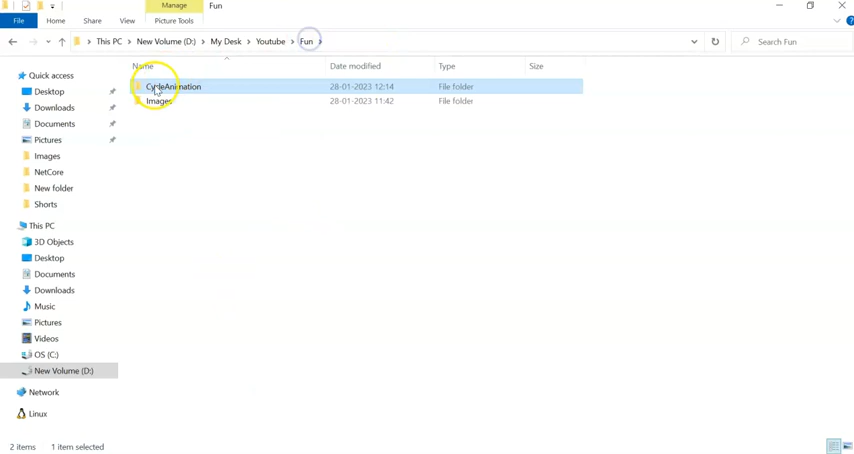 Manage
Fun
File
Home
Share
View
Picture Tools
This PC
New Volume (D:)
My Desk
Youtube
Fun
Search Fun
Name
Date modified
Type
Size
Quick access
CycleAnimation
28-01-2023 12:14
File folder
Desktop
Images
28-01-2023 11:42
File folder
Downloads
Documents
Pictures
Images
NetCore
New folder
Shorts
This PC
3D Objects
Desktop
Documents
Downloads
Music
Pictures
Videos
OS (C:)
New Volume (D:)
Network
Linux
2 items
1 item selected